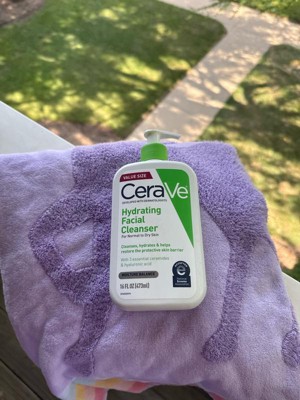 VALUE SIZE
CeraVe
DEVELOPED WITH DERMATOLOGISTS
Hydrating
Facial
Cleanser
For Normal to Dry Skin
Cleanses, hydrates & helps
restore the protective skin barrier
With 3 essential ceramides
& hyaluronic acid
16 FL OZ (473ml)